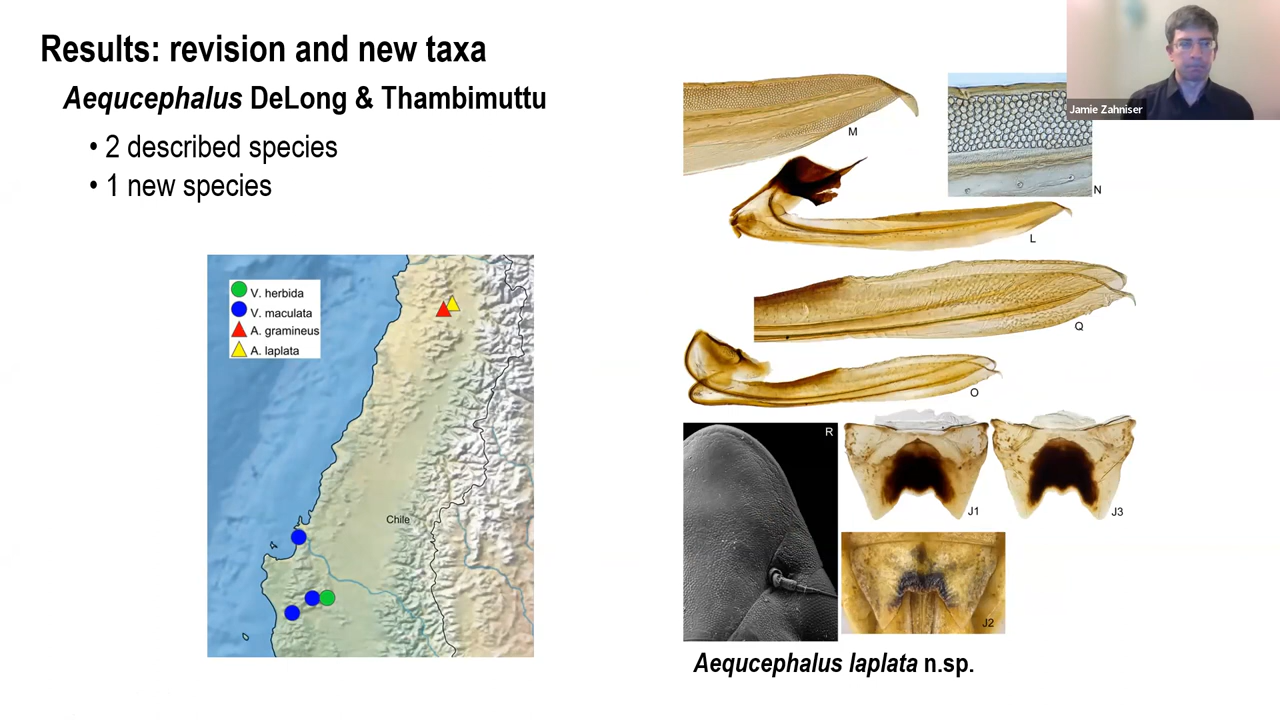 Results: revision and new taxa
Aequcephalus DeLong & Thambimuttu
• 2 described species
• 1 new species
V. herbida
V. maculata
A. gramineus
A. laplata
Chile
Jamie Zahniser
M
N
L
Q
O
R
J1
J3
J2
Aequcephalus laplata n.sp.